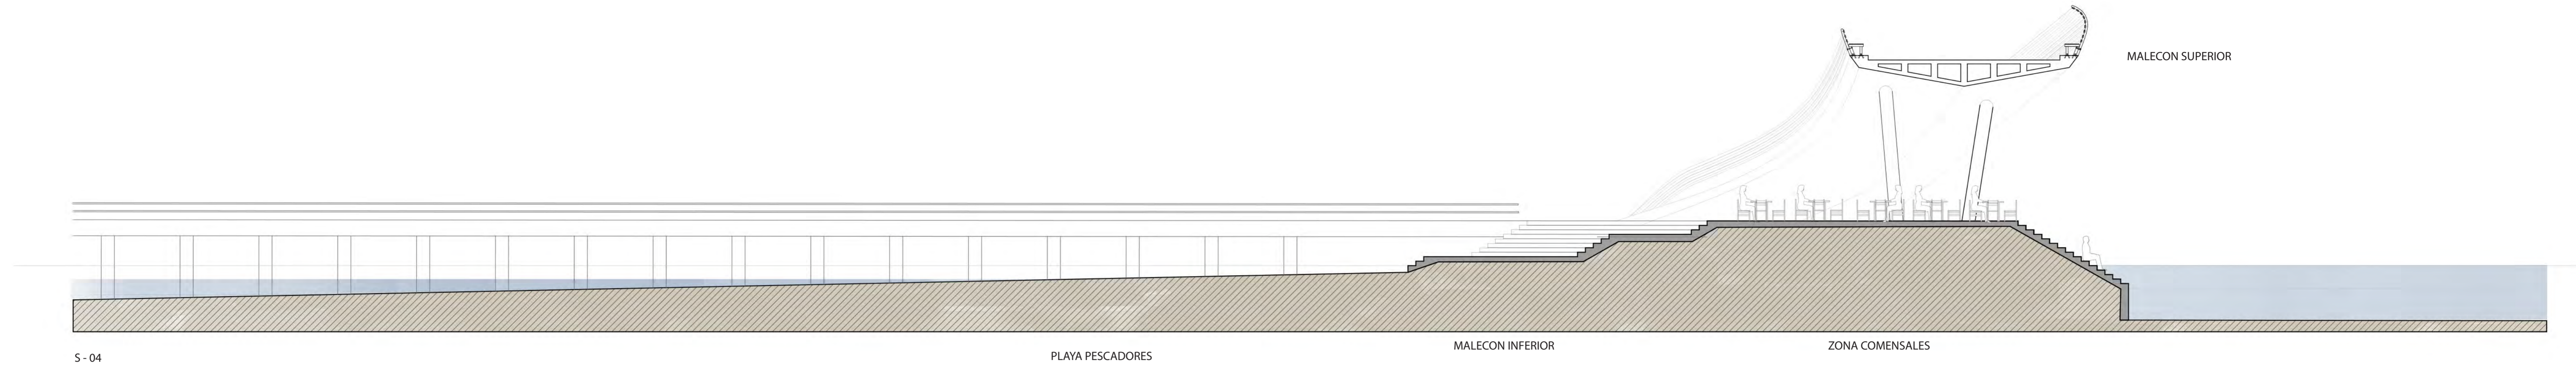 MALECON SUPERIOR
MALECON INFERIOR
ZONA COMENSALES
PLAYA PESCADORES
S - 04